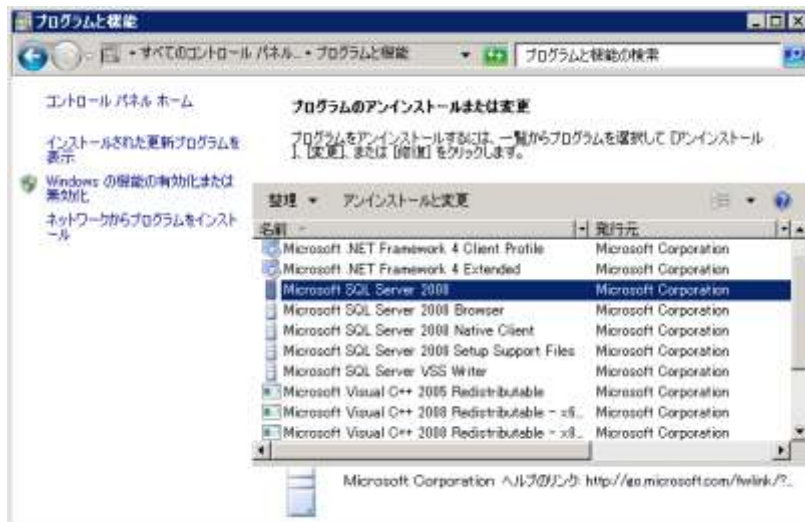 プログラムと機能
すべてのコントロール パネル... プログラムと機能
プログラムと機能の検索
コントロール パネル ホーム
インストールされた更新プログラムを
表示
Windows の機能の有効化または
無効化
ネットワークからプログラムをインスト
ール
プログラムのアンインストールまたは変更
プログラムをアンインストールするには、一覧からプログラムを選択して [アンインストール
]、[変更]、または [修復] をクリックします。
整理 アンインストールと変更
名前 発行元
Microsoft .NET Framework 4 Client Profile Microsoft Corporation
Microsoft .NET Framework 4 Extended Microsoft Corporation
Microsoft SQL Server 2008 Microsoft Corporation
Microsoft SQL Server 2008 Browser Microsoft Corporation
Microsoft SQL Server 2008 Native Client Microsoft Corporation
Microsoft SQL Server 2008 Setup Support Files Microsoft Corporation
Microsoft SQL Server VSS Writer Microsoft Corporation
Microsoft Visual C++ 2005 Redistributable Microsoft Corporation
Microsoft Visual C++ 2008 Redistributable - x6... Microsoft Corporation
Microsoft Visual C++ 2008 Redistributable - x8... Microsoft Corporation
Microsoft Corporation ヘルプのリンク: http://go.microsoft.com/fwlink/?...